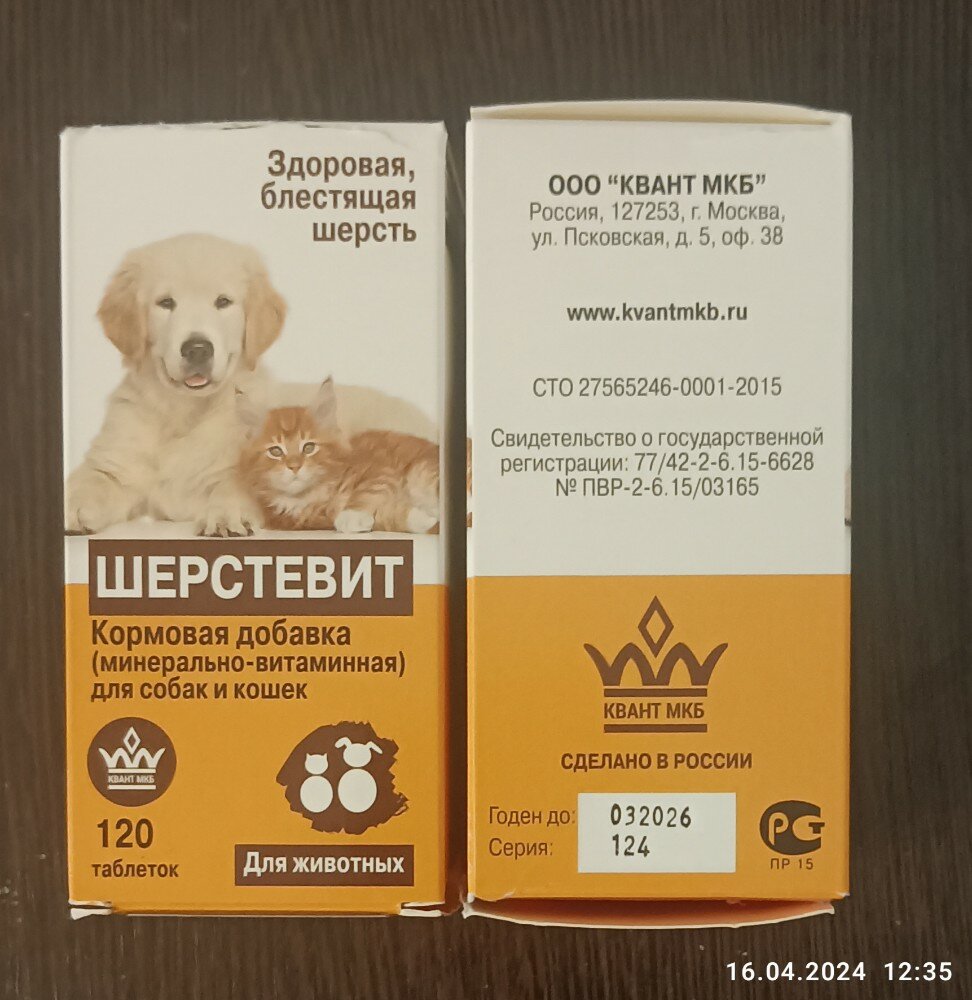 Здоровая,
блестящая
шерсть
ШЕРСТЕВИТ
Кормовая добавка
(минерально-витаминная)
для собак и кошек
КВАНТ МКБ
120
таблеток
Для животных
ООО “КВАНТ МКБ”
Россия, 127253, г. Москва,
ул. Псковская, д. 5, оф. 38
www.kvantmkb.ru
СТО 27565246-0001-2015
Свидетельство о государственной
регистрации: 77/42-2-6.15-6628
№ ПВР-2-6.15/03165
КВАНТ МКБ
СДЕЛАНО В РОССИИ
Годен до: 032026
Серия: 124
РСТ
ПР 15
16.04.2024 12:35